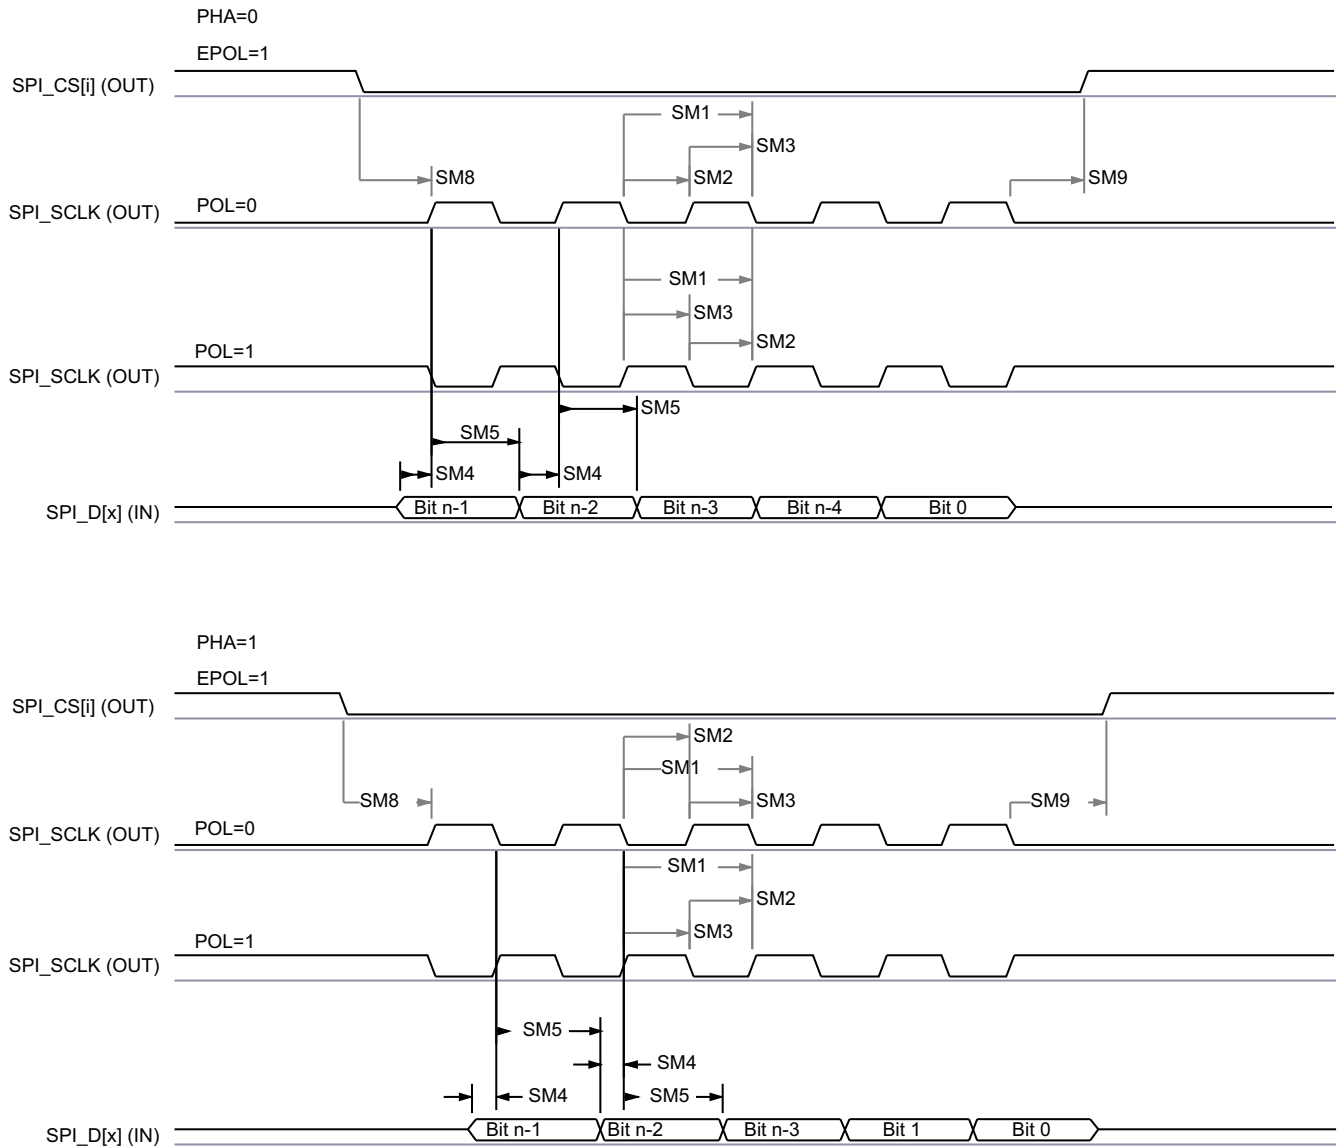 PHA=0
EPOL=1
SPI_CS[i] (OUT)
SM1
SM3
SM8
SM2
SM9
SPI_SCLK (OUT)
POL=0
SM1
SM3
SM2
POL=1
SPI_SCLK (OUT)
SM5
SM5
SM4
SM4
SPI_D[x] (IN)
Bit n-1
Bit n-2
Bit n-3
Bit n-4
Bit 0
PHA=1
EPOL=1
SPI_CS[i] (OUT)
SM2
SM1
SM8
SM3
SM9
SPI_SCLK (OUT)
POL=0
SM1
SM2
SM3
POL=1
SPI_SCLK (OUT)
SM5
SM4
SM4
SM5
SPI_D[x] (IN)
Bit n-1
Bit n-2
Bit n-3
Bit 1
Bit 0